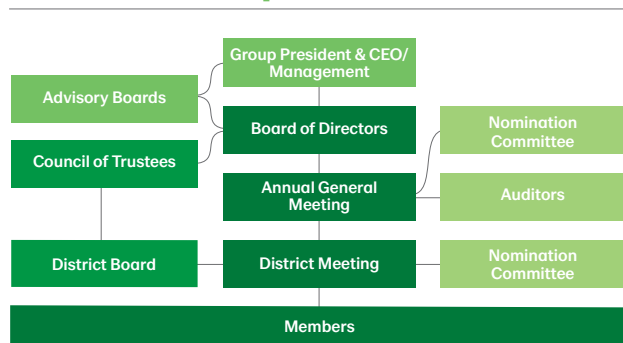 Group President & CEO/
Management
Advisory Boards
Board of Directors
Nomination
Committee
Council of Trustees
Annual General
Meeting
Auditors
District Board
District Meeting
Nomination
Committee
Members